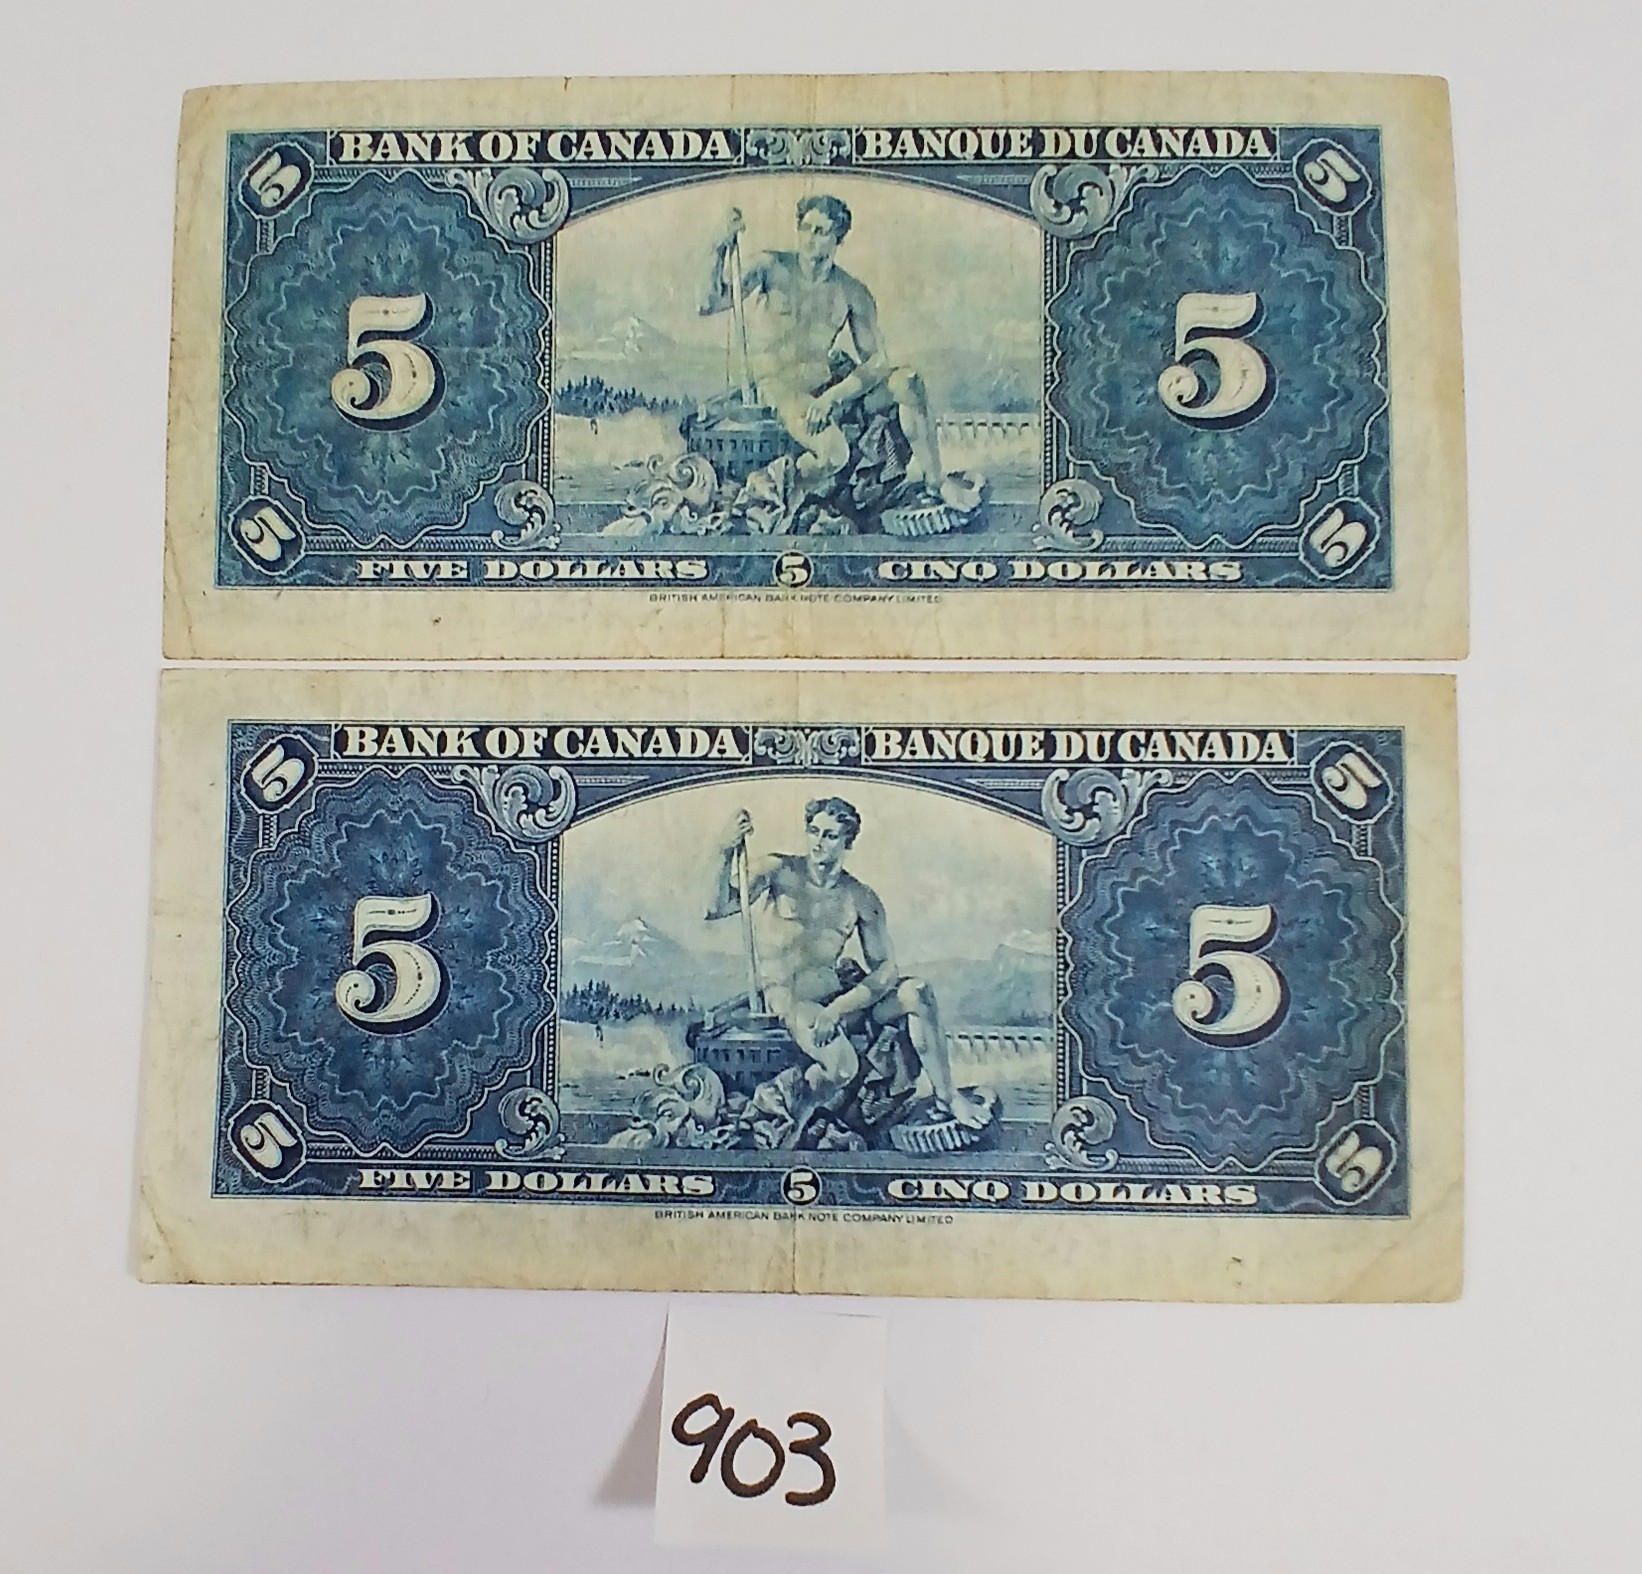 5 BANK OF CANADA BANQUE DU CANADA 5
5 5
5 FIVE DOLLARS 5 CINQ DOLLARS 5
BRITISH AMERICAN BANK NOTE COMPANY LIMITED
5 BANK OF CANADA BANQUE DU CANADA 5
5 5
5 FIVE DOLLARS 5 CINQ DOLLARS 5
BRITISH AMERICAN BANK NOTE COMPANY LIMITED
903